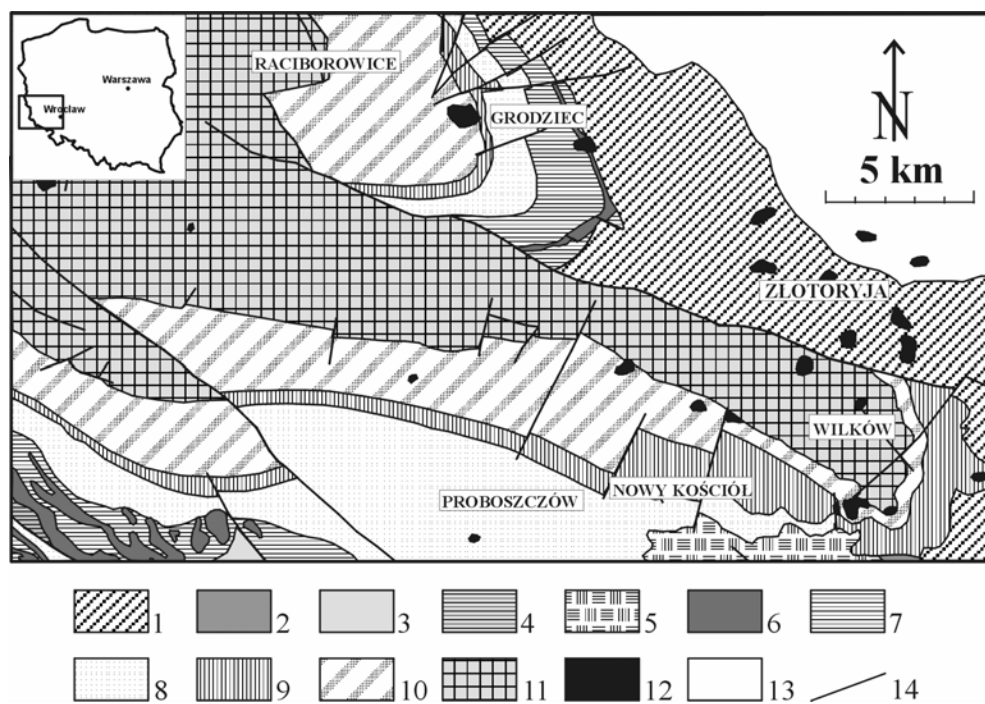 Warszawa
Wrocław
RACIBOROWICE
GRODZIEC
N
5 km
ZŁOTORYJA
WILKÓW
NOWY KOŚCIÓŁ
PROBOSZCZÓW
1 2 3 4 5 6 7
8 9 10 11 12 13 14